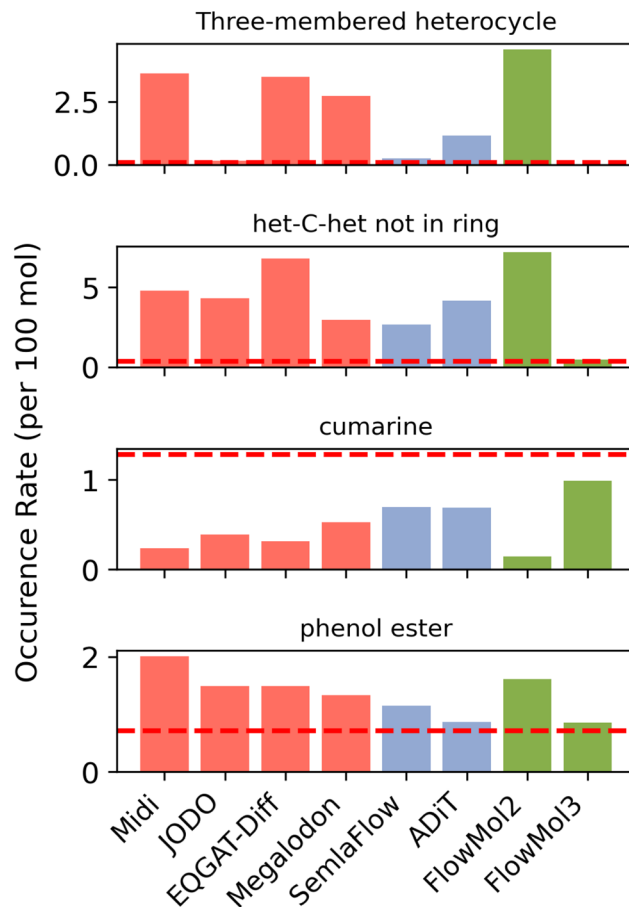 Three-membered heterocycle
2.5
0.0
het-C-het not in ring
5
0
cumarine
1
0
phenol ester
2
0
Occurence Rate (per 100 mol)
Midi
JODO
EQGAT-Diff
Megalodon
SemlaFlow
ADiT
FlowMol2
FlowMol3